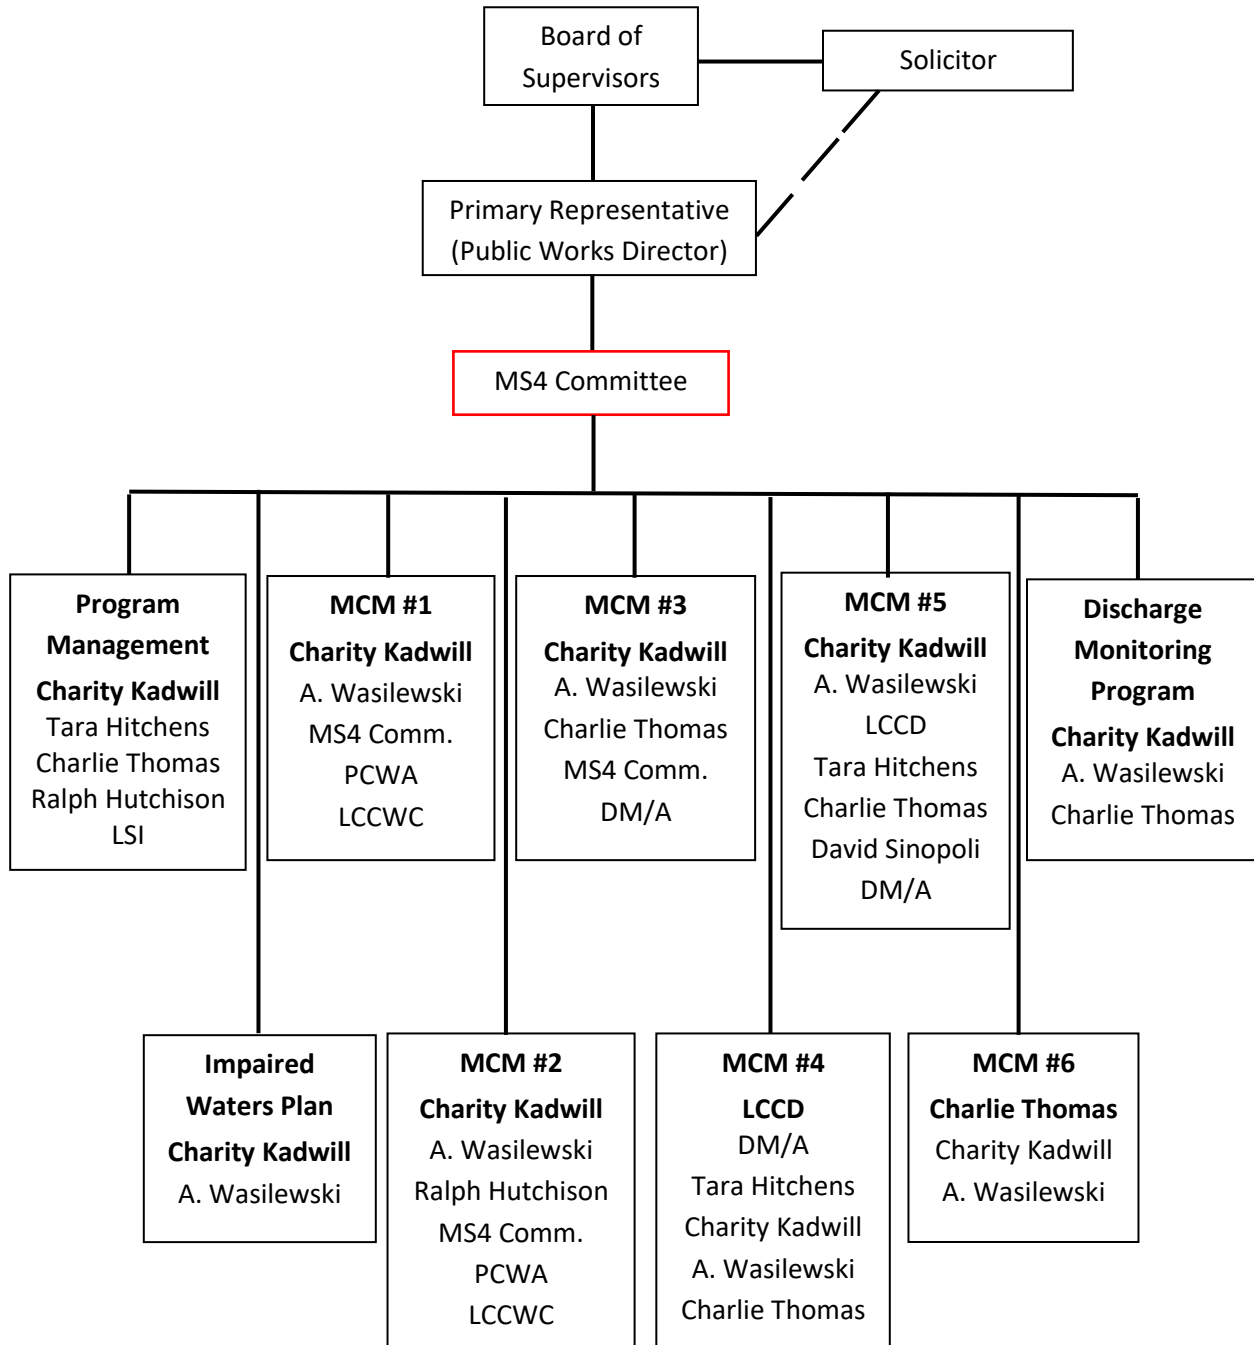 Board of
Supervisors
Solicitor
Primary Representative
(Public Works Director)
MS4 Committee
Program
Management
Charity Kadwill
Tara Hitchens
Charlie Thomas
Ralph Hutchison
LSI
MCM #1
Charity Kadwill
A. Wasilewski
MS4 Comm.
PCWA
LCCWC
MCM #3
Charity Kadwill
A. Wasilewski
Charlie Thomas
MS4 Comm.
DM/A
MCM #5
Charity Kadwill
A. Wasilewski
LCCD
Tara Hitchens
Charlie Thomas
David Sinopoli
DM/A
Discharge
Monitoring
Program
Charity Kadwill
A. Wasilewski
Charlie Thomas
Impaired
Waters Plan
Charity Kadwill
A. Wasilewski
MCM #2
Charity Kadwill
A. Wasilewski
Ralph Hutchison
MS4 Comm.
PCWA
LCCWC
MCM #4
LCCD
DM/A
Tara Hitchens
Charity Kadwill
A. Wasilewski
Charlie Thomas
MCM #6
Charlie Thomas
Charity Kadwill
A. Wasilewski